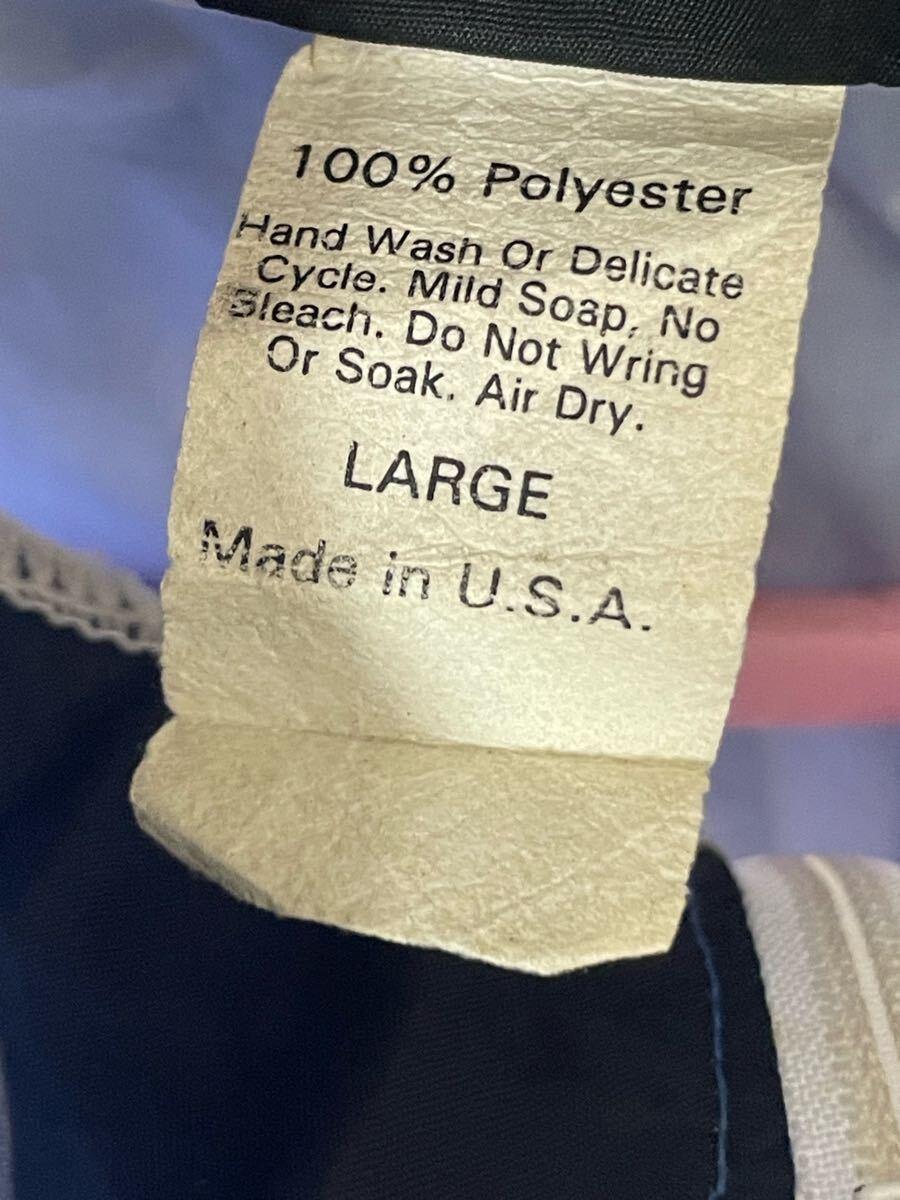 100% Polyester
Hand Wash Or Delicate
Cycle. Mild Soap, No
Bleach. Do Not Wring
Or Soak. Air Dry.
LARGE
Made in U.S.A.